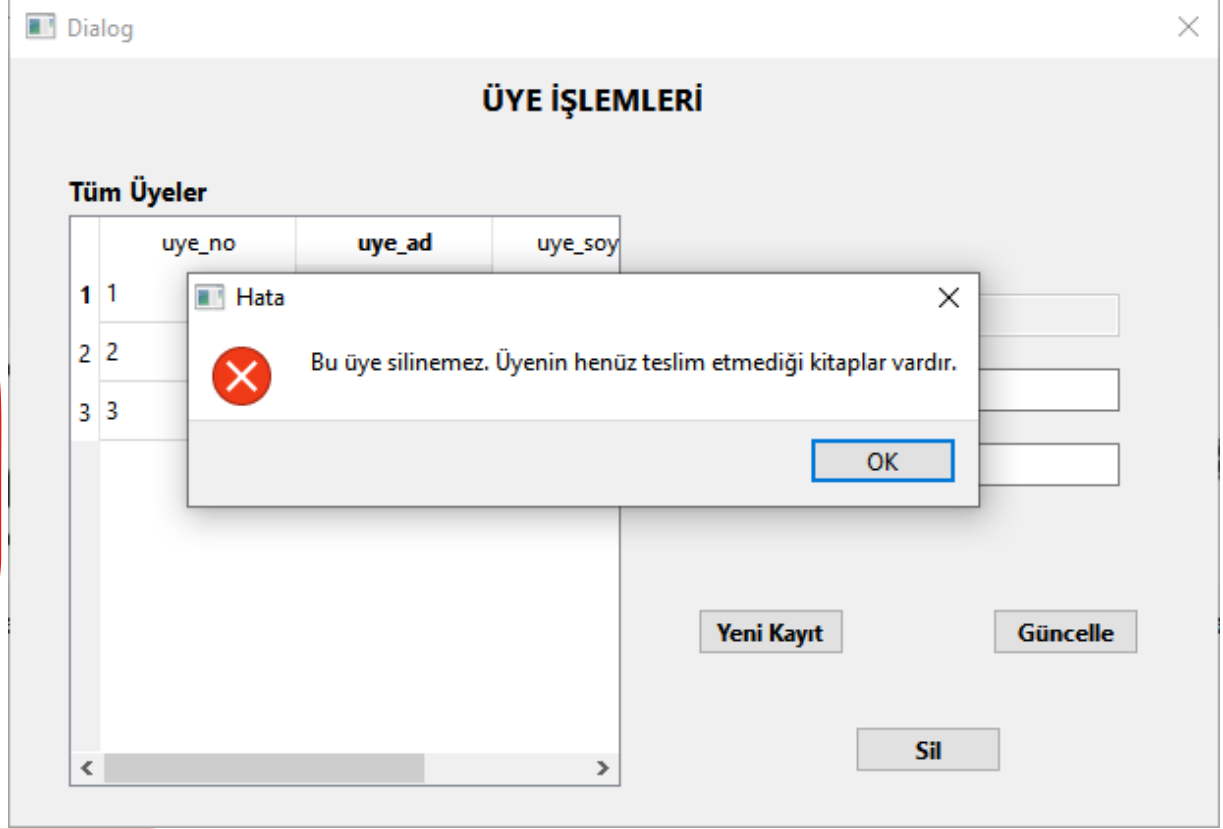 Dialog
ÜYE İŞLEMLERİ
Tüm Üyeler
uye_no uye_ad uye_soy
1 1
2 2
3 3
Hata
Bu üye silinemez. Üyenin henüz teslim etmediği kitaplar vardır.
OK
Yeni Kayıt Güncelle
Sil